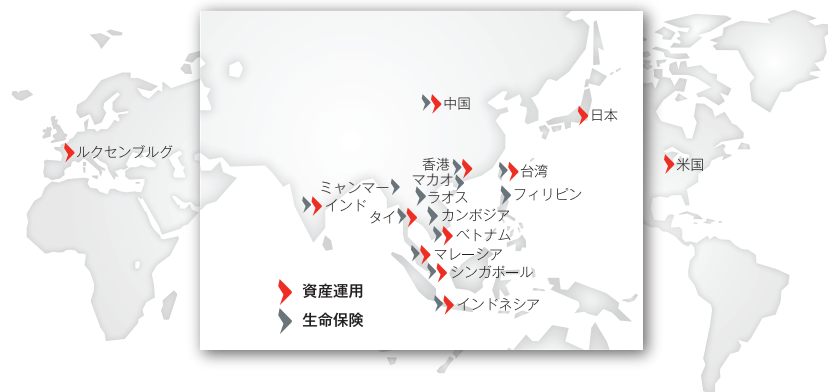 中国
日本
ルクセンブルグ
香港
台湾
米国
マカオ
ミャンマー
ラオス
フィリピン
インド
タイ
カンボジア
ベトナム
マレーシア
シンガポール
資産運用
インドネシア
生命保険